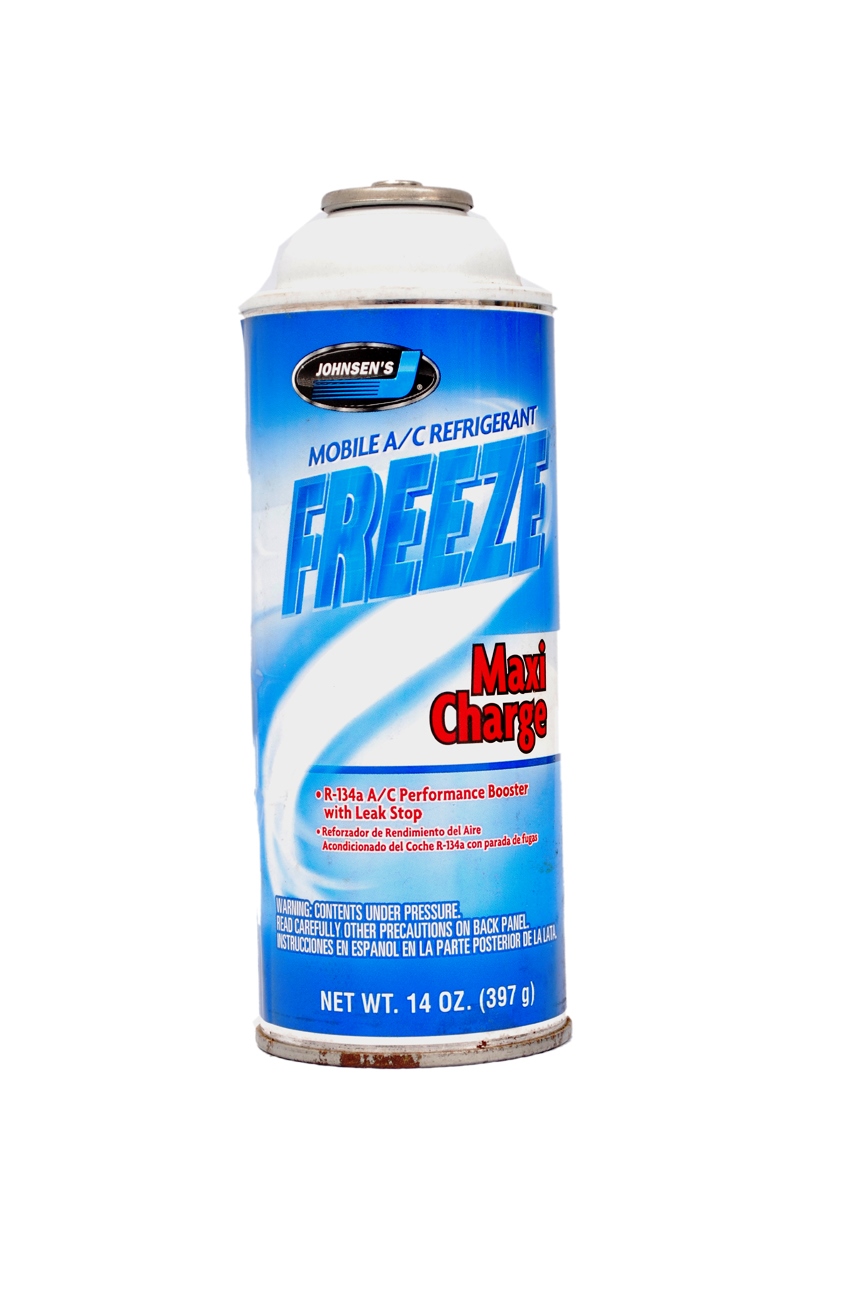 JOHNSEN'S
J ®
MOBILE A/C REFRIGERANT
FREEZE
Maxi
Charge
• R-134a A/C Performance Booster
with Leak Stop
• Reforzador de Rendimiento del Aire
Acondicionado del Coche R-134a con parada de fugas
WARNING: CONTENTS UNDER PRESSURE.
READ CAREFULLY OTHER PRECAUTIONS ON BACK PANEL.
INSTRUCCIONES EN ESPANOL EN LA PARTE POSTERIOR DE LA LATA.
NET WT. 14 OZ. (397 g)